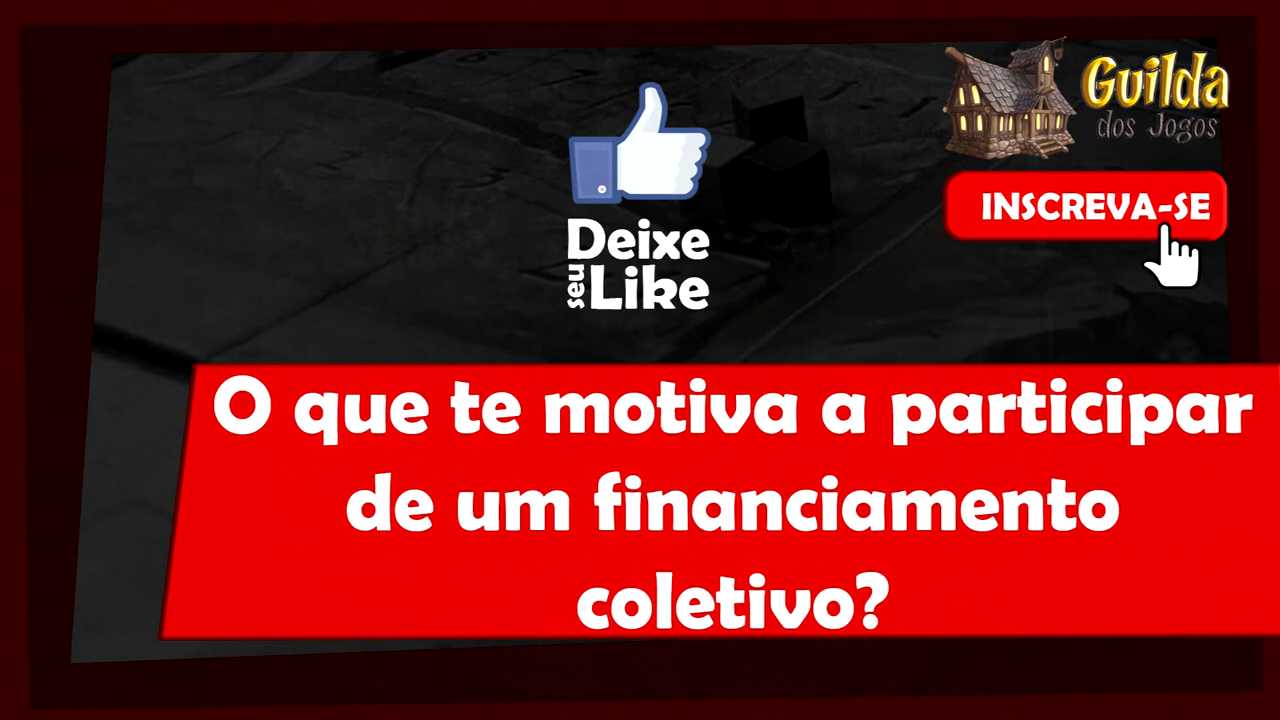 Guilda
dos Jogos
INSCREVA-SE
Deixe
seu
Like
O que te motiva a participar
de um financiamento
coletivo?